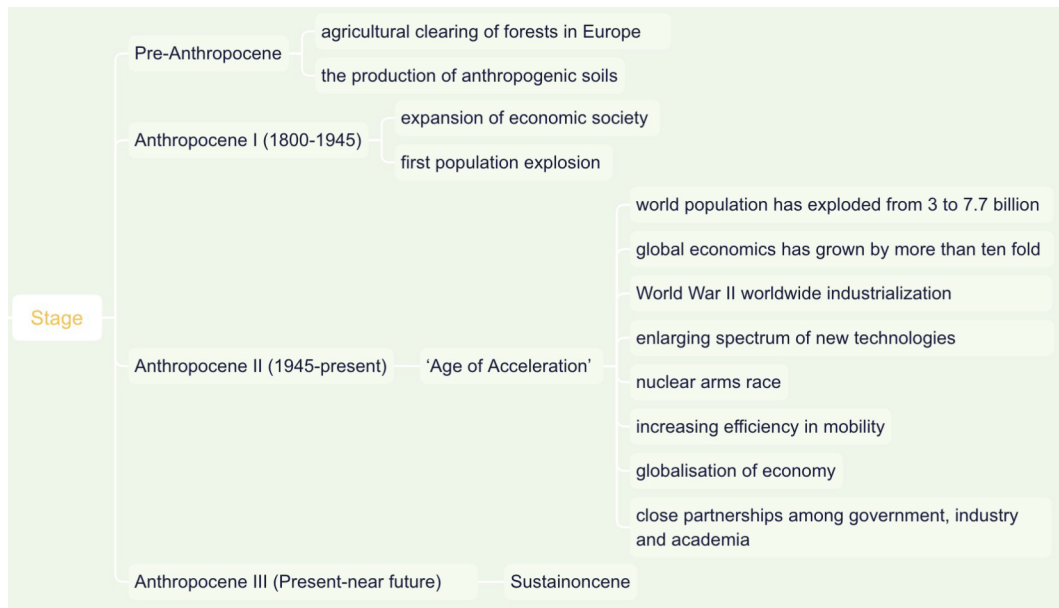 Stage
Pre-Anthropocene
agricultural clearing of forests in Europe
the production of anthropogenic soils
Anthropocene I (1800-1945)
expansion of economic society
first population explosion
Anthropocene II (1945-present)
‘Age of Acceleration’
world population has exploded from 3 to 7.7 billion
global economics has grown by more than ten fold
World War II worldwide industrialization
enlarging spectrum of new technologies
nuclear arms race
increasing efficiency in mobility
globalisation of economy
close partnerships among government, industry
and academia
Anthropocene III (Present-near future)
Sustainoncene